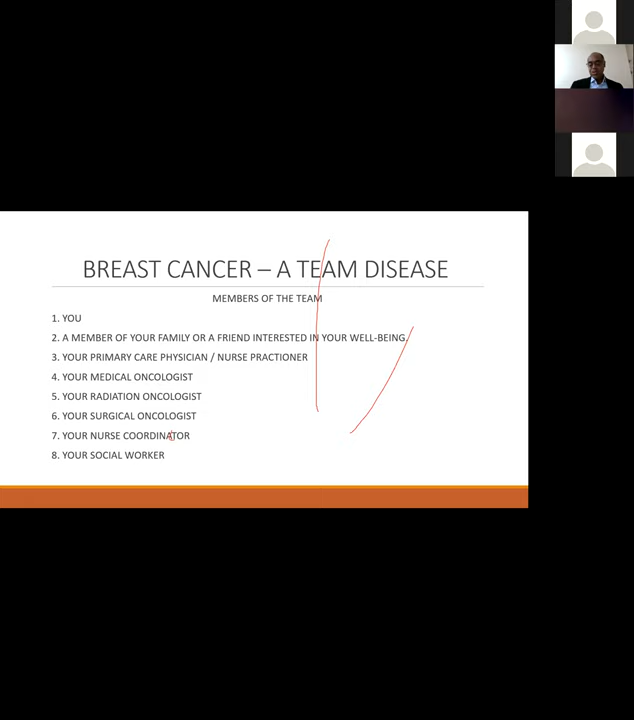 BREAST CANCER – A TEAM DISEASE
MEMBERS OF THE TEAM
1. YOU
2. A MEMBER OF YOUR FAMILY OR A FRIEND INTERESTED IN YOUR WELL-BEING.
3. YOUR PRIMARY CARE PHYSICIAN / NURSE PRACTIONER
4. YOUR MEDICAL ONCOLOGIST
5. YOUR RADIATION ONCOLOGIST
6. YOUR SURGICAL ONCOLOGIST
7. YOUR NURSE COORDINATOR
8. YOUR SOCIAL WORKER